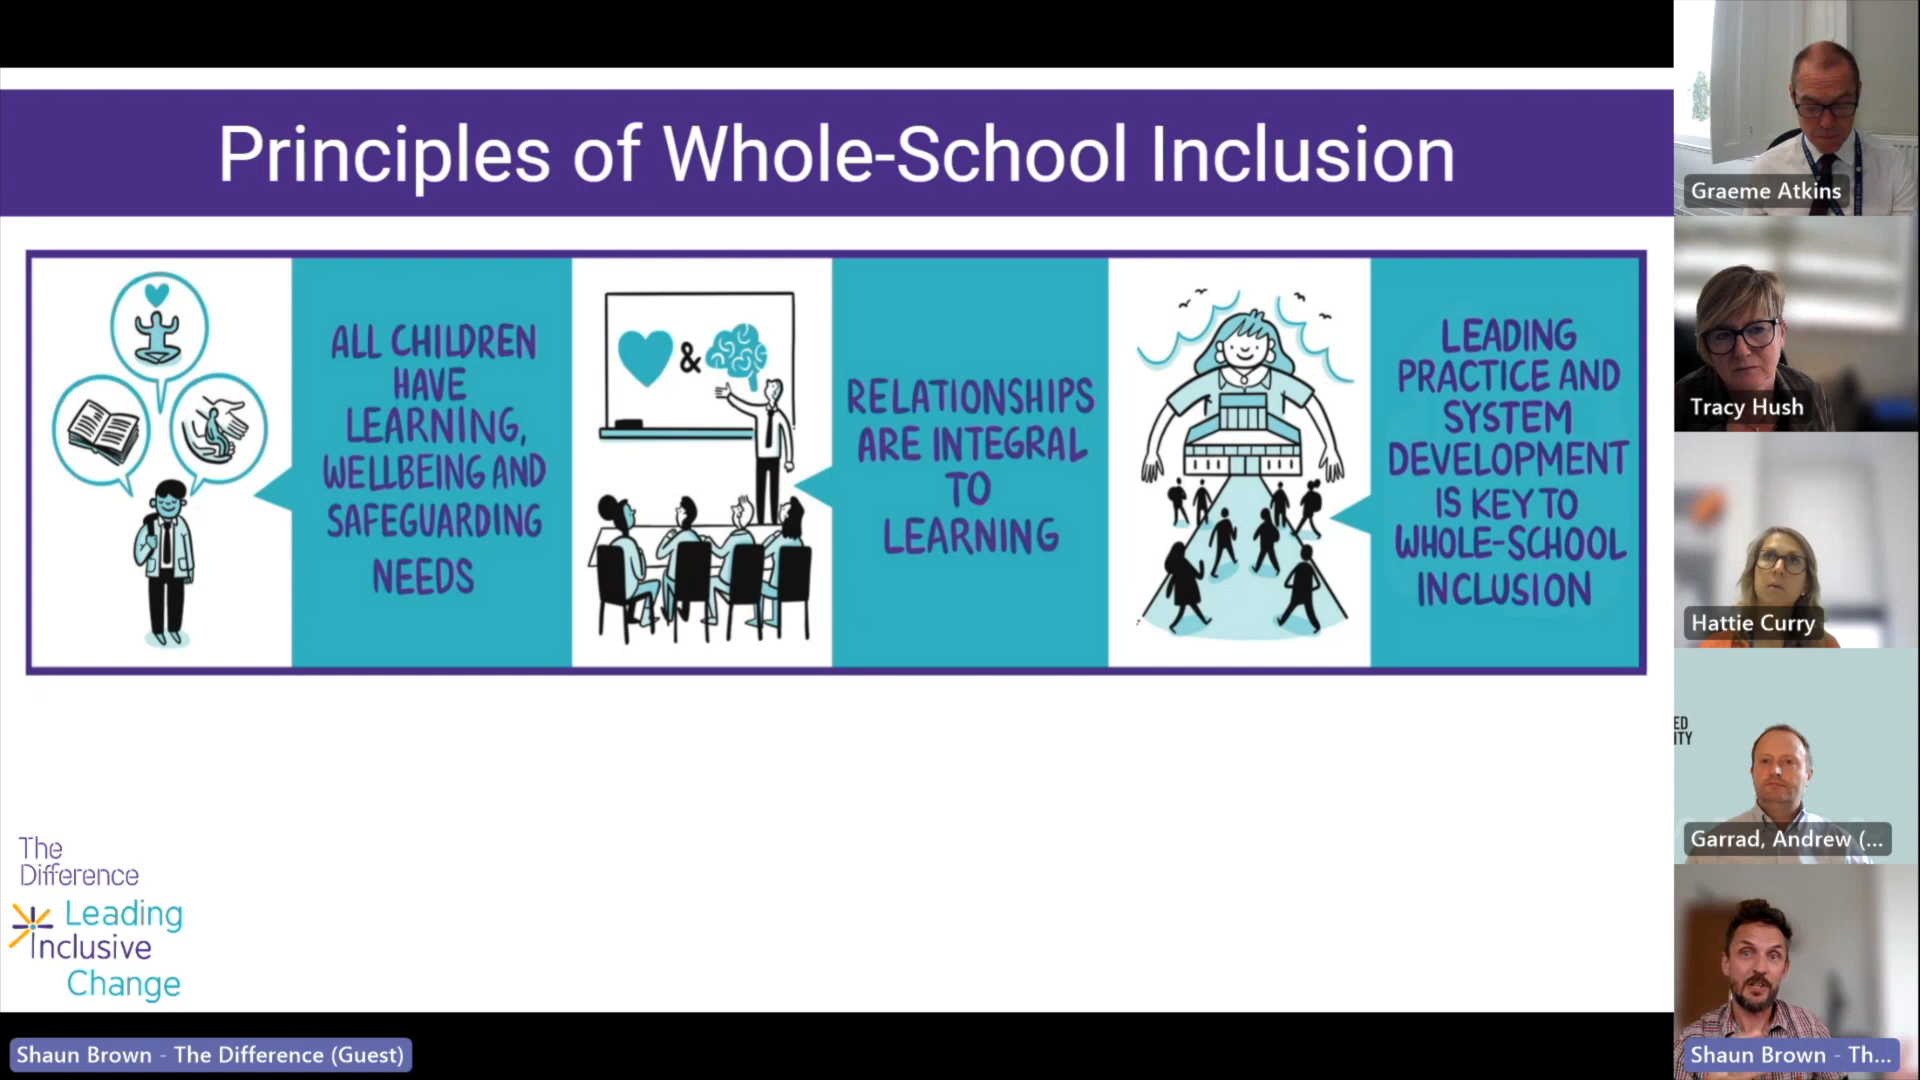 Principles of Whole-School Inclusion
ALL CHILDREN
HAVE
LEARNING,
WELLBEING AND
SAFEGUARDING
NEEDS
&
RELATIONSHIPS
ARE INTEGRAL
TO
LEARNING
LEADING
PRACTICE AND
SYSTEM
DEVELOPMENT
IS KEY TO
WHOLE-SCHOOL
INCLUSION
The
Difference
Leading
Inclusive
Change
Shaun Brown - The Difference (Guest)
Graeme Atkins
Tracy Hush
Hattie Curry
ED
ITY
Garrad, Andrew (...
Shaun Brown - Th...